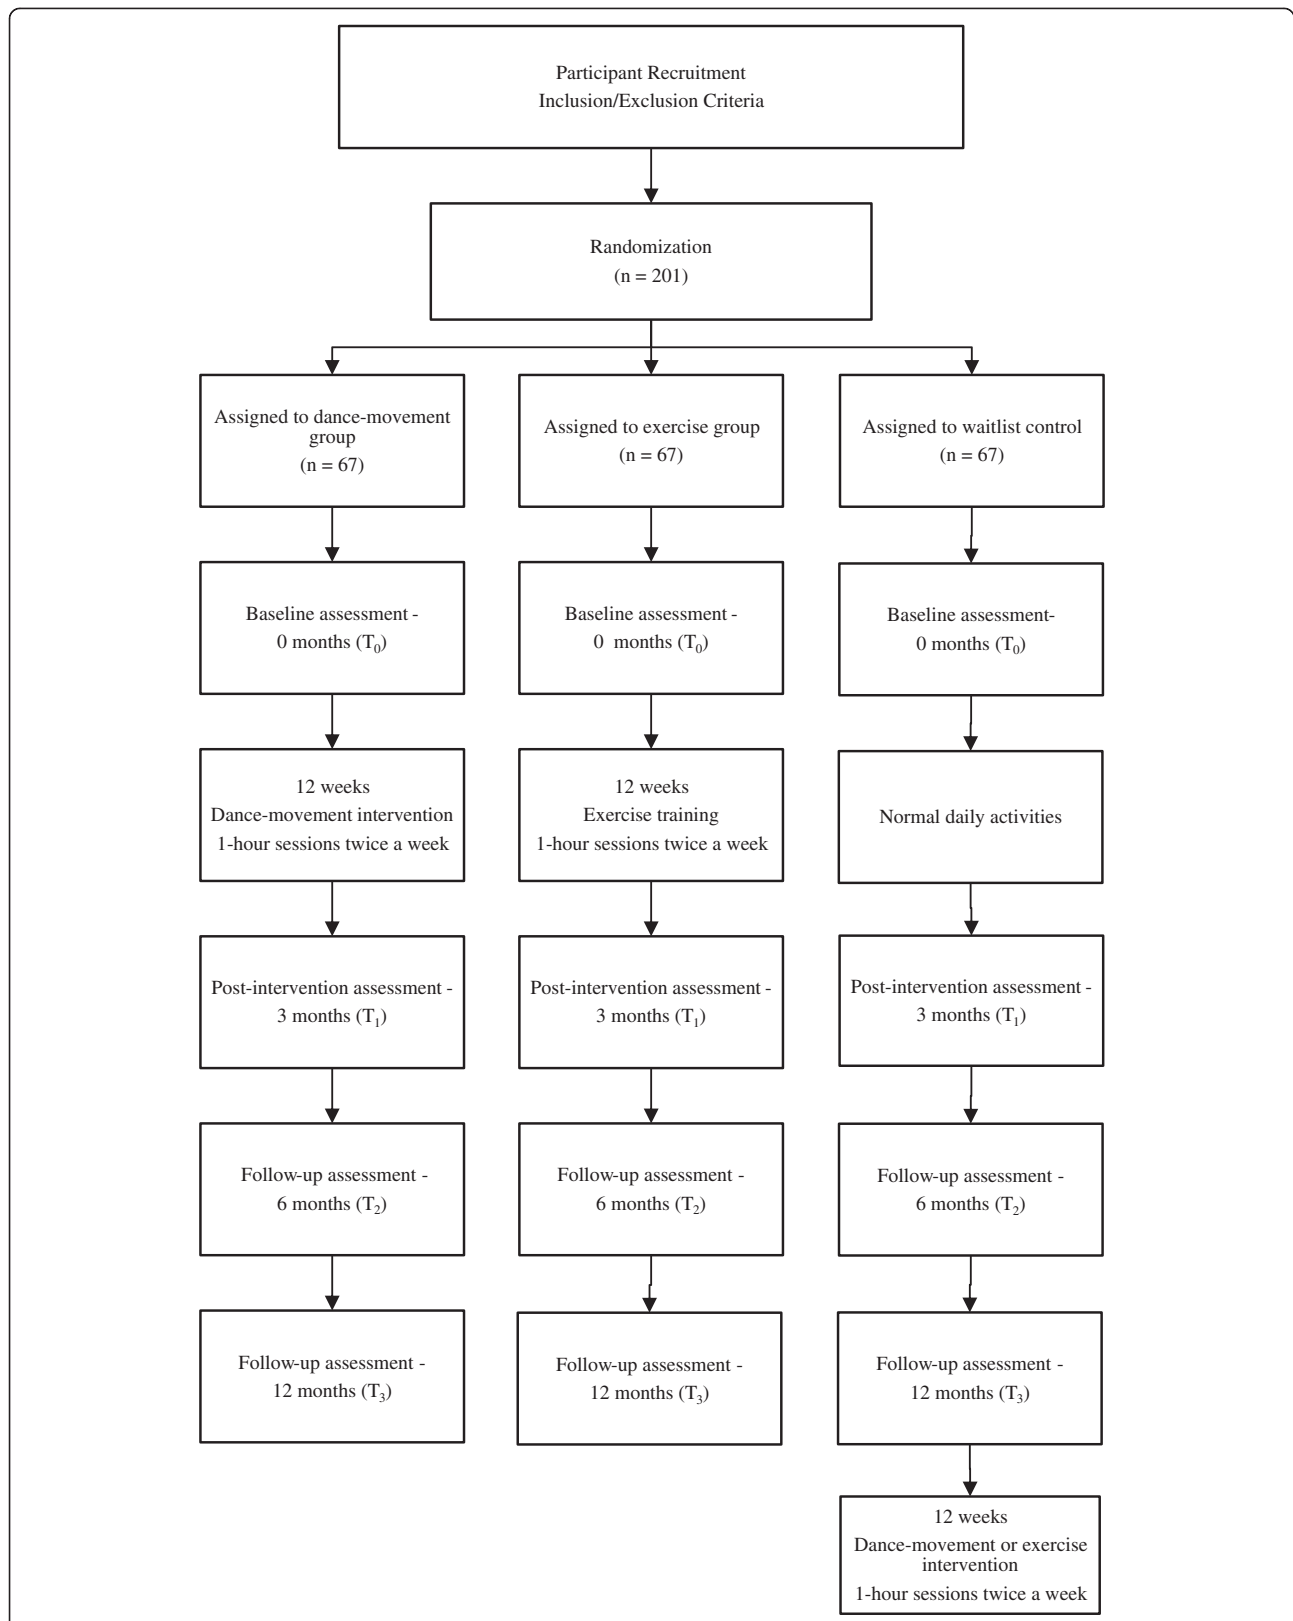 Participant Recruitment
Inclusion/Exclusion Criteria
Randomization
(n = 201)
Assigned to dance-movement
group
(n = 67)
Assigned to exercise group
(n = 67)
Assigned to waitlist control
(n = 67)
Baseline assessment -
0 months (T₀)
Baseline assessment -
0 months (T₀)
Baseline assessment-
0 months (T₀)
12 weeks
Dance-movement intervention
1-hour sessions twice a week
12 weeks
Exercise training
1-hour sessions twice a week
Normal daily activities
Post-intervention assessment -
3 months (T₁)
Post-intervention assessment -
3 months (T₁)
Post-intervention assessment -
3 months (T₁)
Follow-up assessment -
6 months (T₂)
Follow-up assessment -
6 months (T₂)
Follow-up assessment -
6 months (T₂)
Follow-up assessment -
12 months (T₃)
Follow-up assessment -
12 months (T₃)
Follow-up assessment -
12 months (T₃)
12 weeks
Dance-movement or exercise
intervention
1-hour sessions twice a week